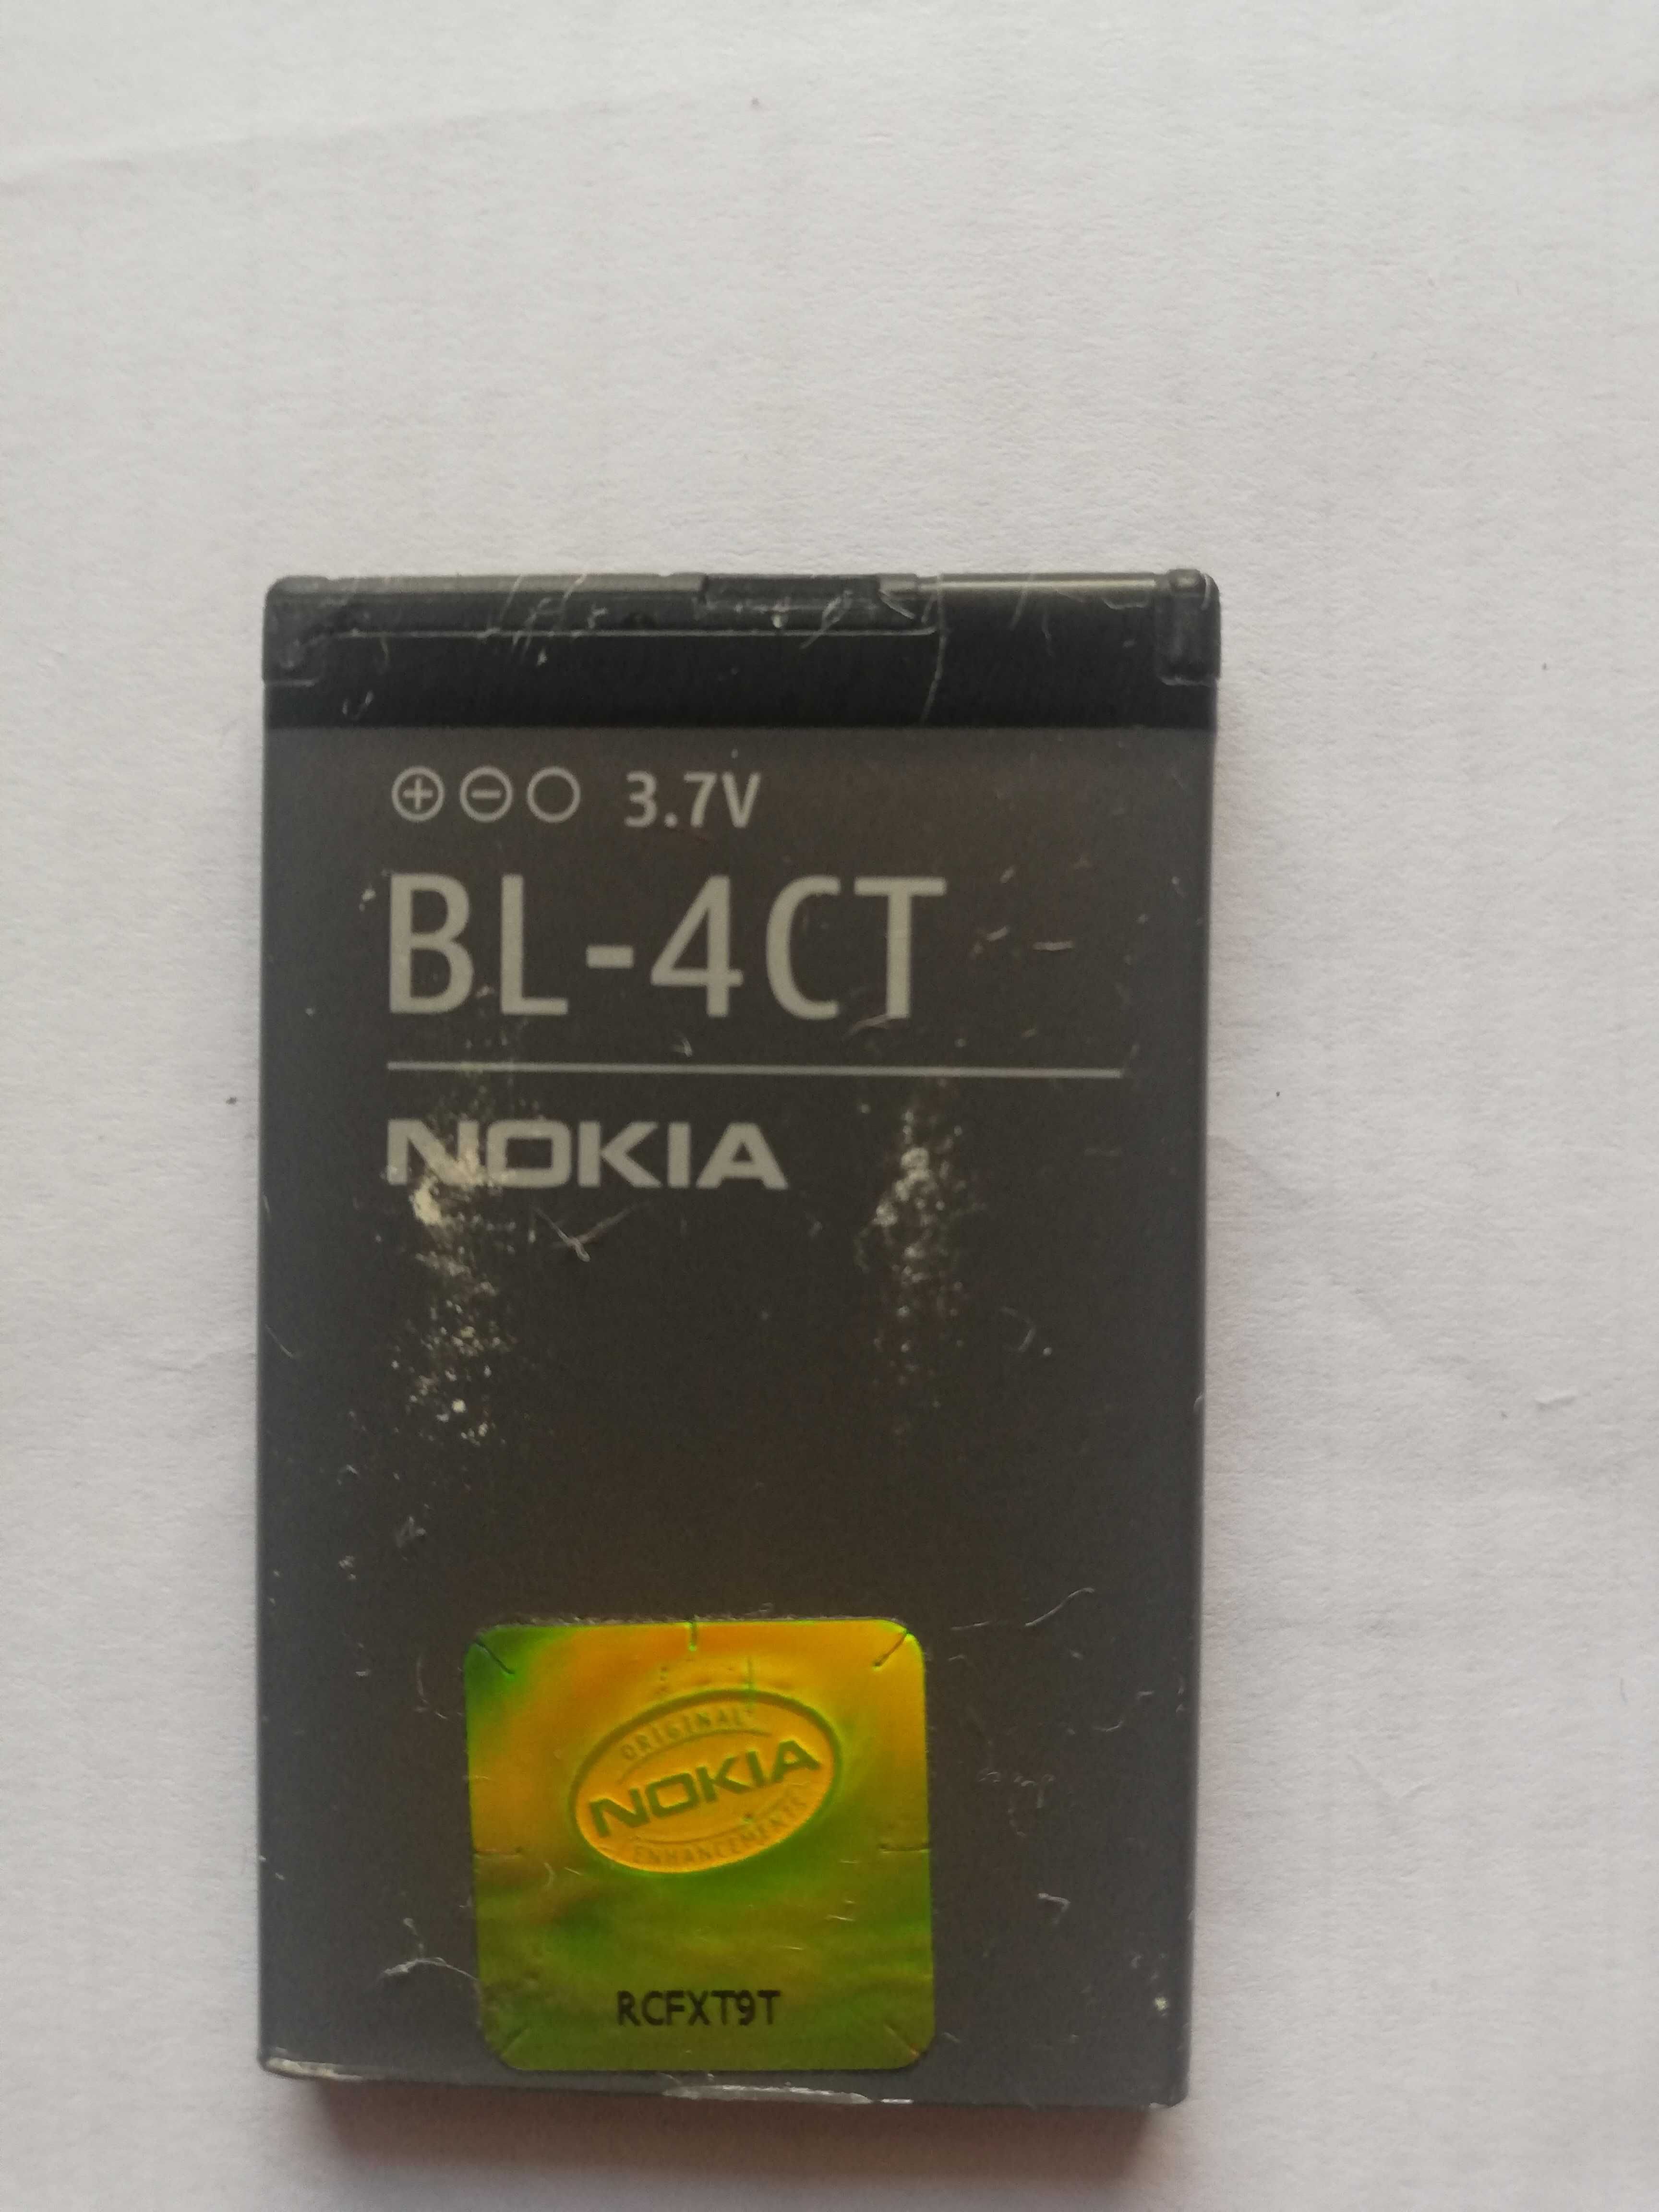 ⊕⊖○ 3.7V
BL-4CT
NOKIA
ORIGINAL
NOKIA
ENHANCEMENTS
RCFXT9T